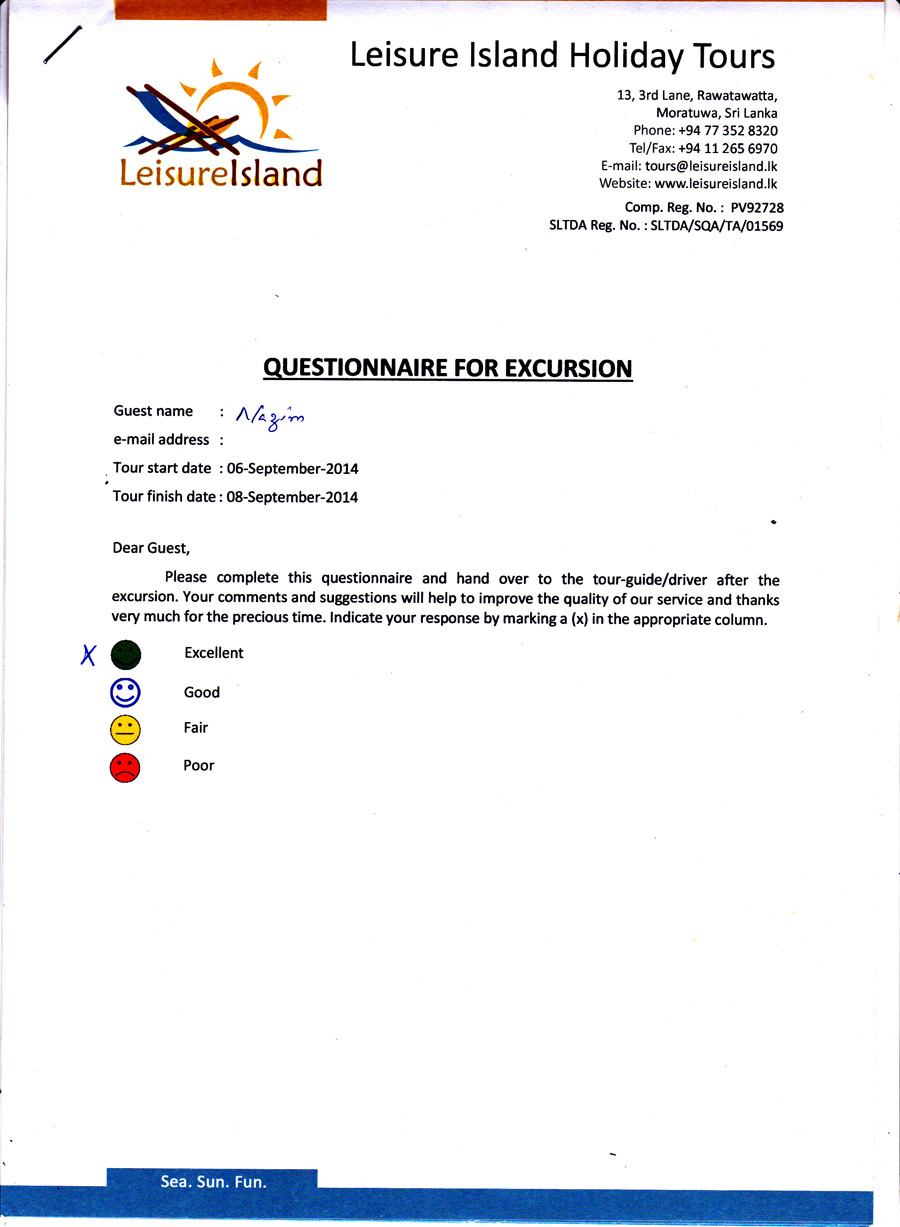 Leisure Island Holiday Tours
13, 3rd Lane, Rawatawatta,
Moratuwa, Sri Lanka
Phone: +94 77 352 8320
Tel/Fax: +94 11 265 6970
E-mail: tours@leisureisland.lk
Website: www.leisureisland.lk
Comp. Reg. No. : PV92728
SLTDA Reg. No. : SLTDA/SQA/TA/01569
LeisureIsland
QUESTIONNAIRE FOR EXCURSION
Guest name : Nazim
e-mail address :
Tour start date : 06-September-2014
Tour finish date : 08-September-2014
Dear Guest,
Please complete this questionnaire and hand over to the tour-guide/driver after the
excursion. Your comments and suggestions will help to improve the quality of our service and thanks
very much for the precious time. Indicate your response by marking a (x) in the appropriate column.
X Excellent
Good
Fair
Poor
Sea. Sun. Fun.